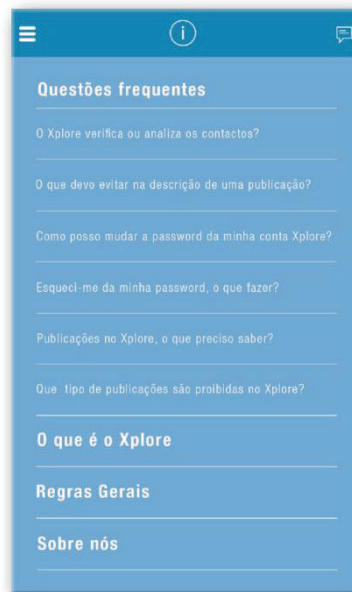 Questões frequentes
O Xplore verifica ou analiza os contactos?
O que devo evitar na descrição de uma publicação?
Como posso mudar a password da minha conta Xplore?
Esqueci-me da minha password, o que fazer?
Publicações no Xplore, o que preciso saber?
Que tipo de publicações são proibidas no Xplore?
O que é o Xplore
Regras Gerais
Sobre nós